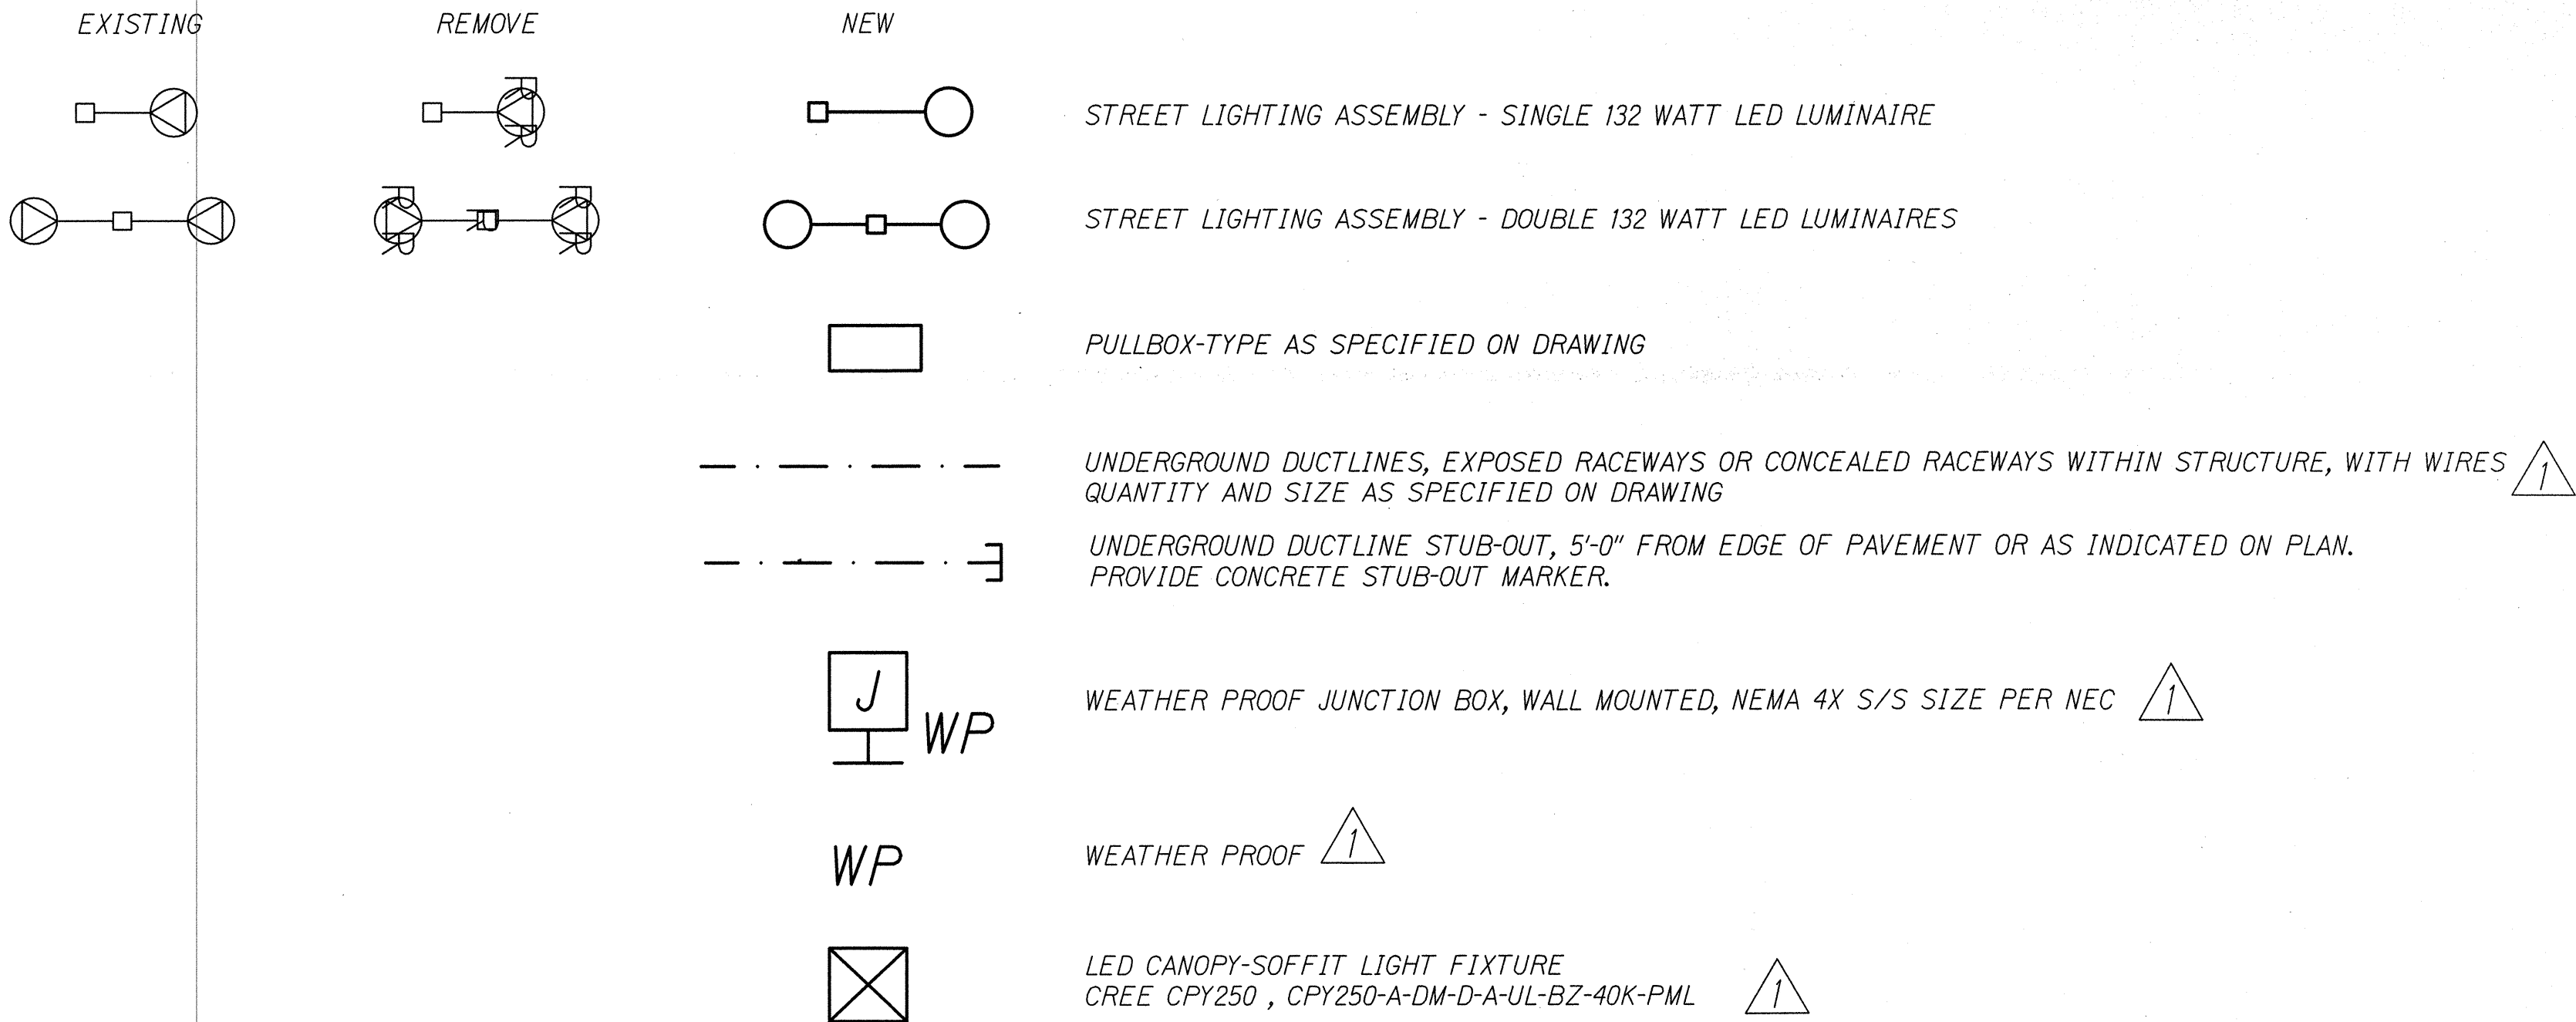 EXISTING REMOVE NEW
R
R
STREET LIGHTING ASSEMBLY - SINGLE 132 WATT LED LUMINAIRE
R R R
R R
STREET LIGHTING ASSEMBLY - DOUBLE 132 WATT LED LUMINAIRES
PULLBOX-TYPE AS SPECIFIED ON DRAWING
UNDERGROUND DUCTLINES, EXPOSED RACEWAYS OR CONCEALED RACEWAYS WITHIN STRUCTURE, WITH WIRES 1
QUANTITY AND SIZE AS SPECIFIED ON DRAWING
UNDERGROUND DUCTLINE STUB-OUT, 5'-0" FROM EDGE OF PAVEMENT OR AS INDICATED ON PLAN.
PROVIDE CONCRETE STUB-OUT MARKER.
J WP
WEATHER PROOF JUNCTION BOX, WALL MOUNTED, NEMA 4X S/S SIZE PER NEC 1
WP WEATHER PROOF 1
LED CANOPY-SOFFIT LIGHT FIXTURE
CREE CPY250 , CPY250-A-DM-D-A-UL-BZ-40K-PML 1